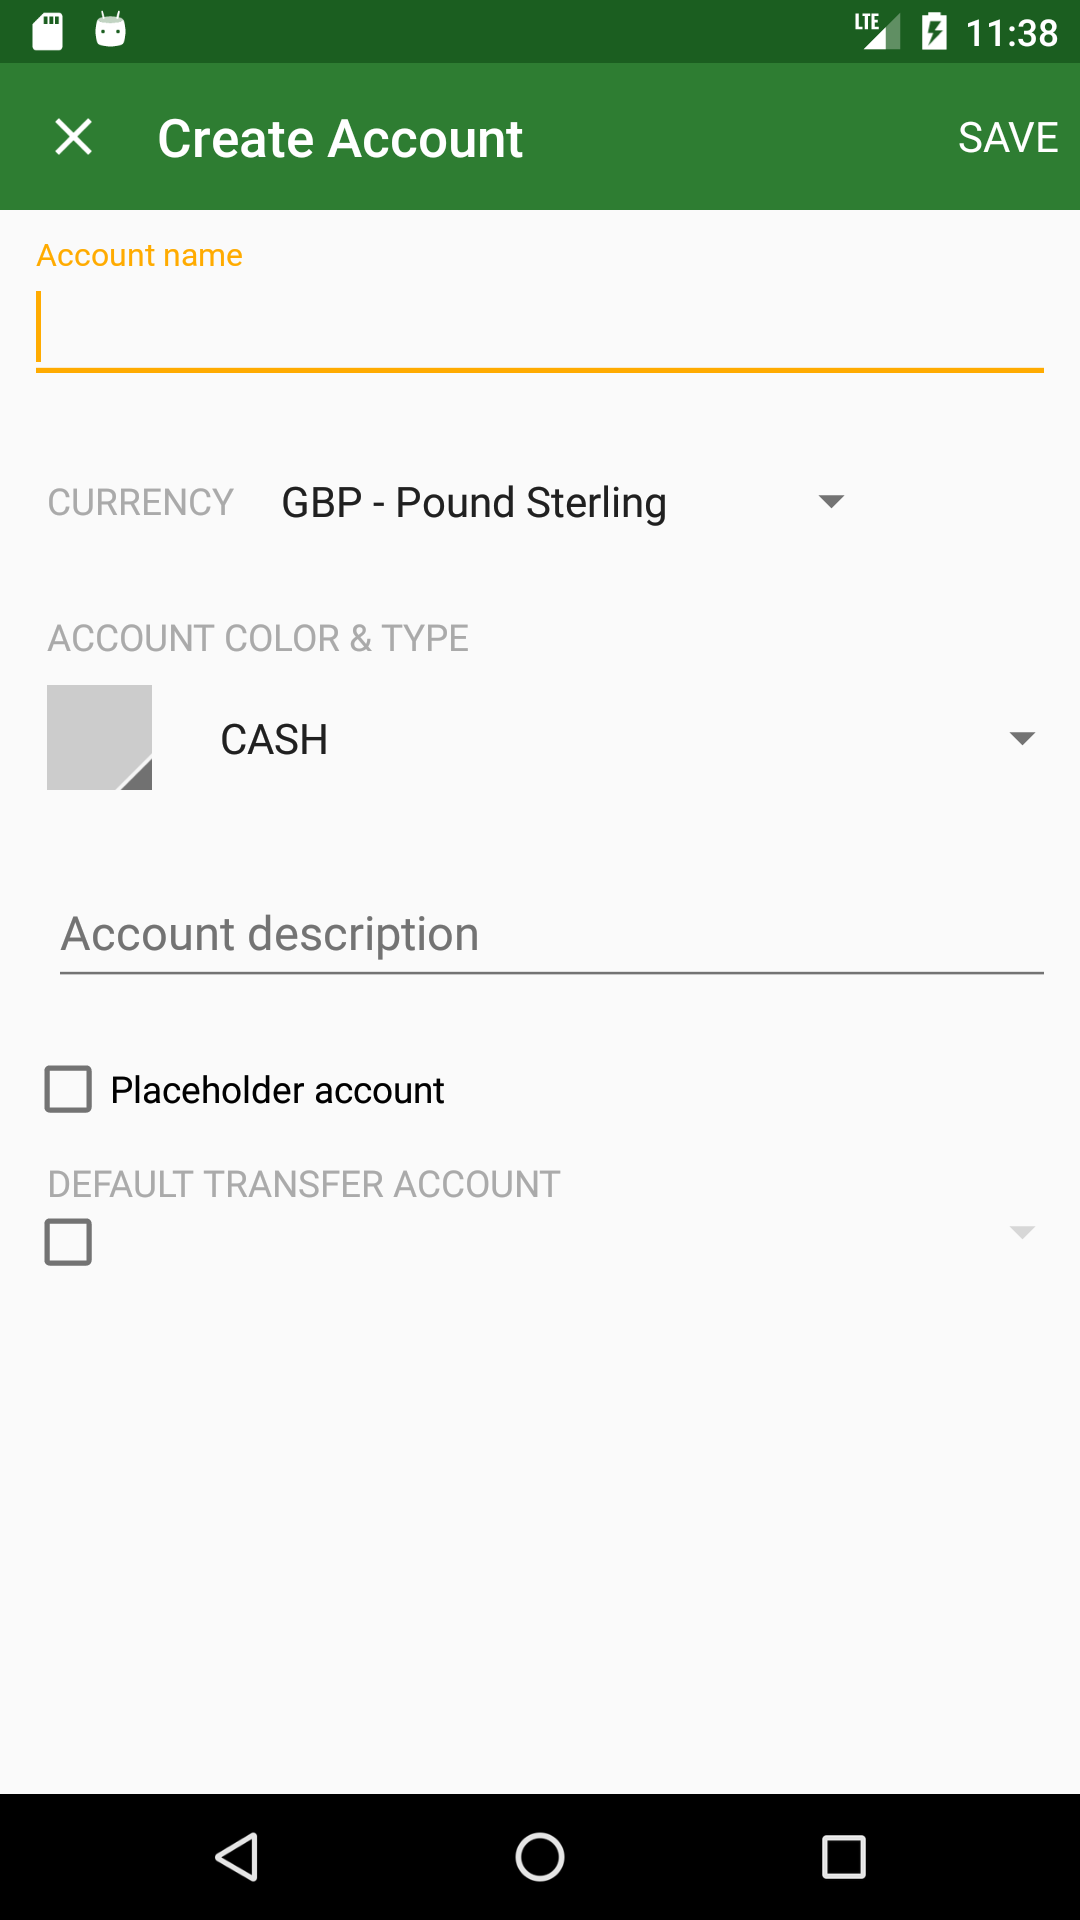 LTE 11:38
Create Account SAVE
Account name
CURRENCY GBP - Pound Sterling
ACCOUNT COLOR & TYPE
CASH
Account description
Placeholder account
DEFAULT TRANSFER ACCOUNT